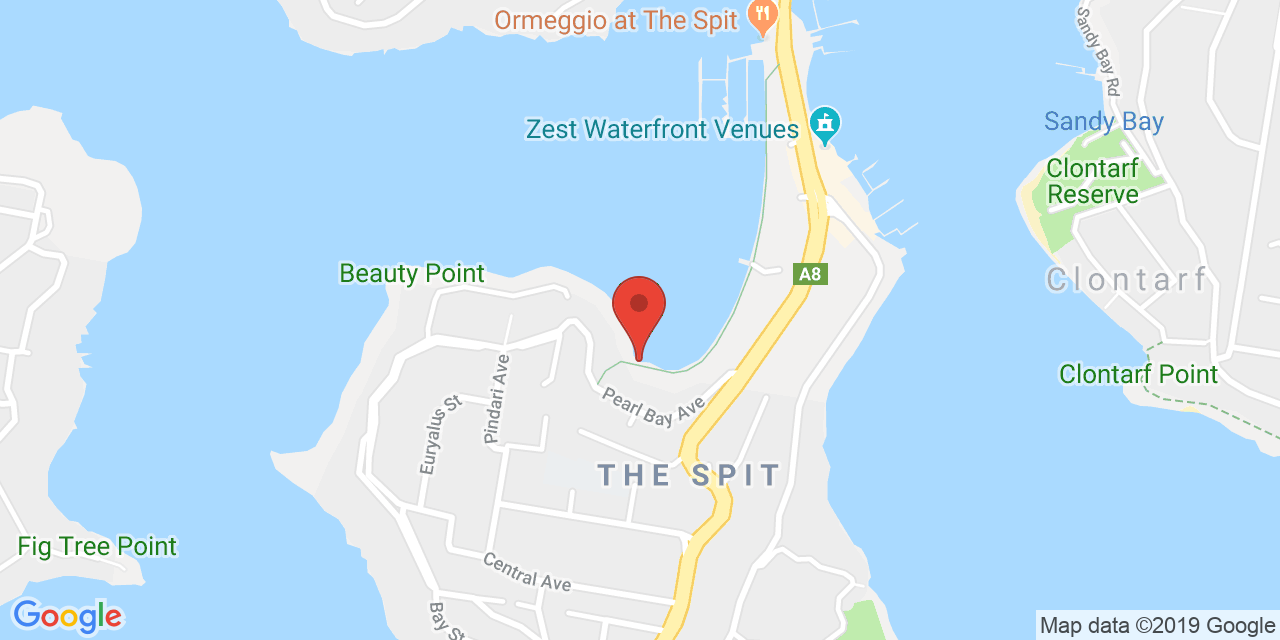 Ormeggio at The Spit
Sandy Bay Rd
Zest Waterfront Venues
Sandy Bay
Clontarf
Reserve
Beauty Point
A8
Clontarf
Clontarf Point
Pindari Ave
Euryalus St
Pearl Bay Ave
THE SPIT
Fig Tree Point
Central Ave
Bay St
Google
Map data ©2019 Google